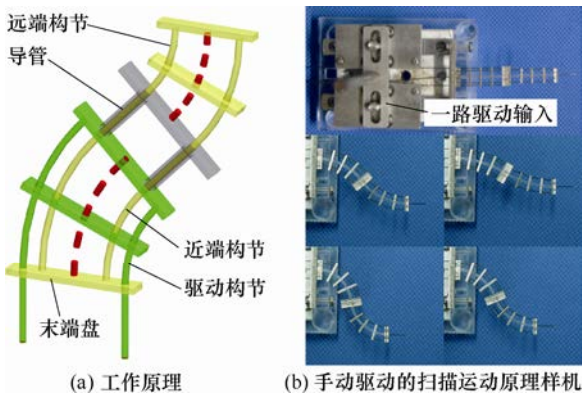 远端构节
导管
近端构节
驱动构节
末端盘
(a) 工作原理
一路驱动输入
(b) 手动驱动的扫描运动原理样机